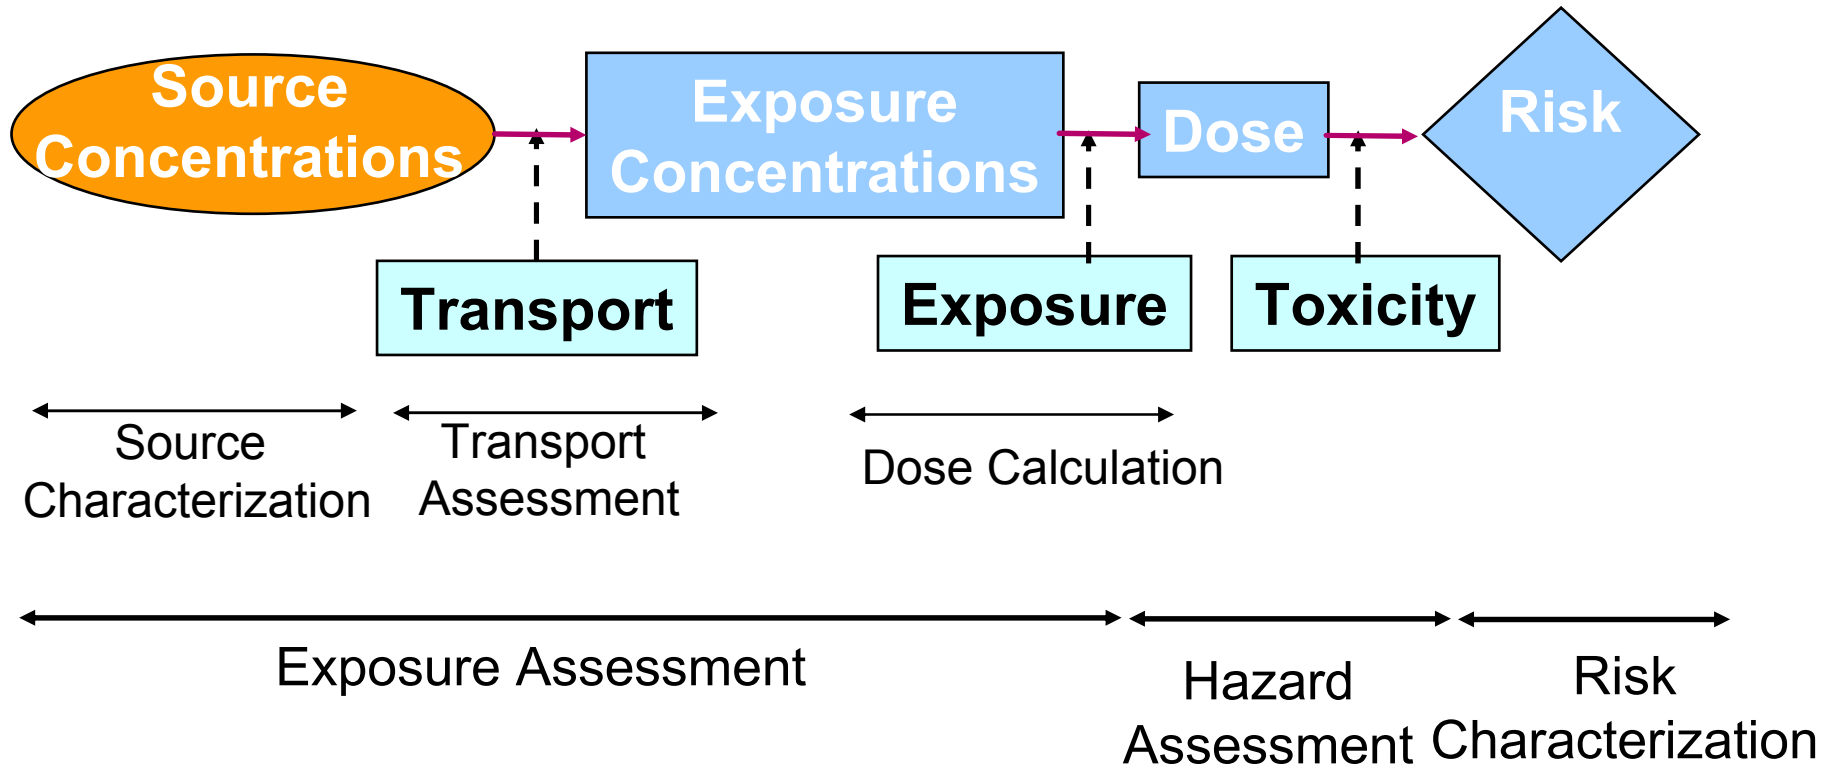 Source
Concentrations
Exposure
Concentrations
Dose
Risk
Transport
Exposure
Toxicity
Source
Characterization
Transport
Assessment
Dose Calculation
Exposure Assessment
Hazard
Assessment
Risk
Characterization